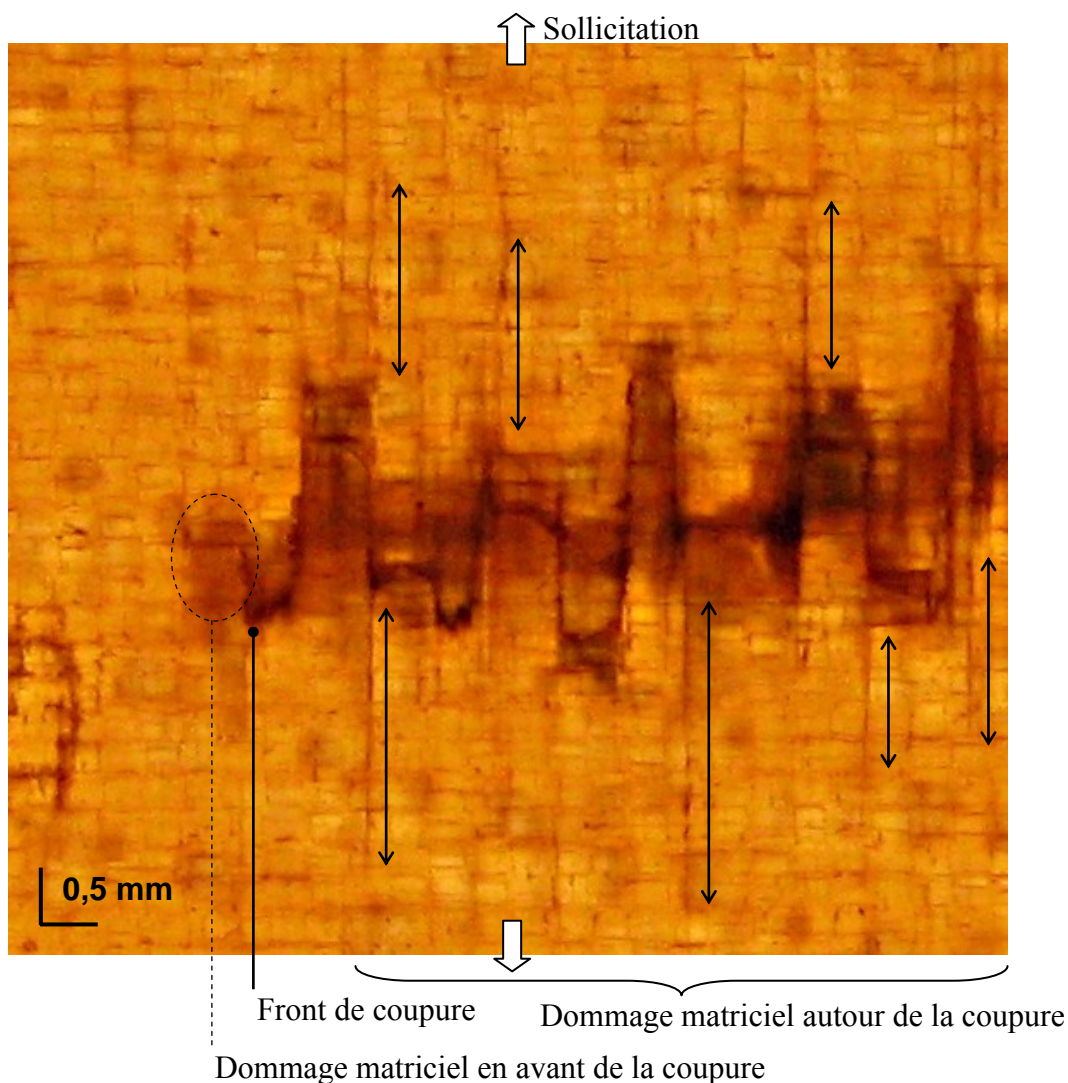 Sollicitation
0,5 mm
Front de coupure
Dommage matriciel autour de la coupure
Dommage matriciel en avant de la coupure